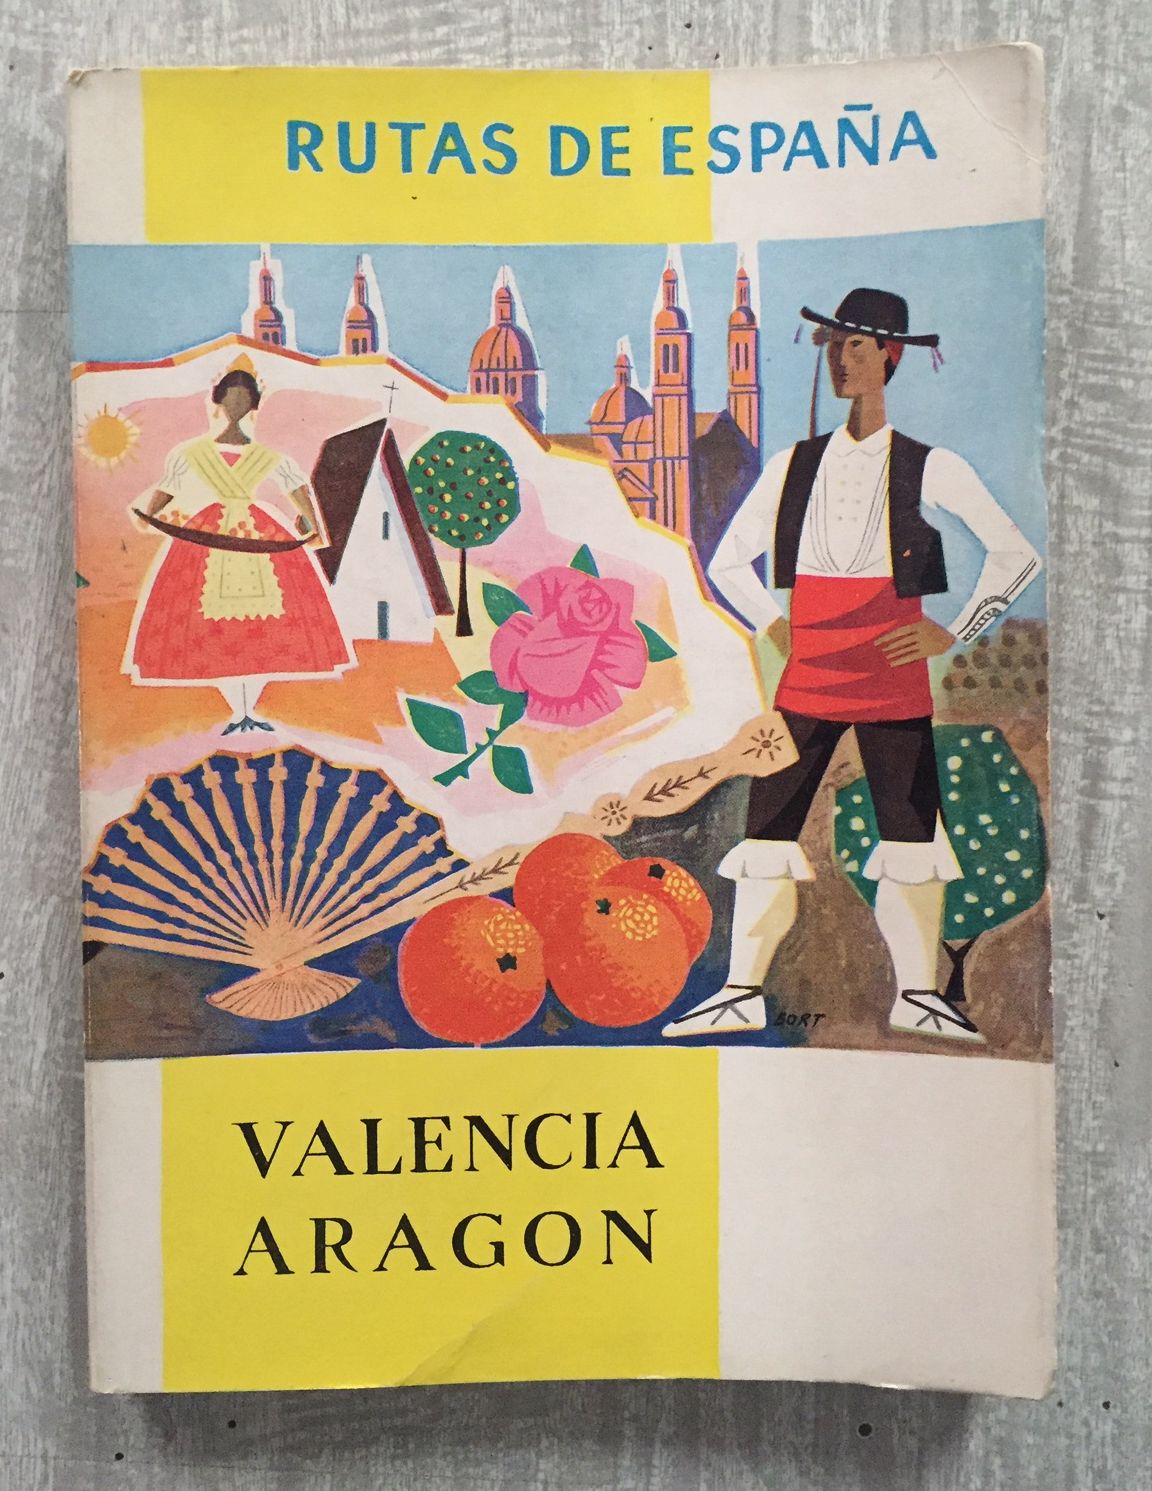 RUTAS DE ESPAÑA
BORT
VALENCIA
ARAGON